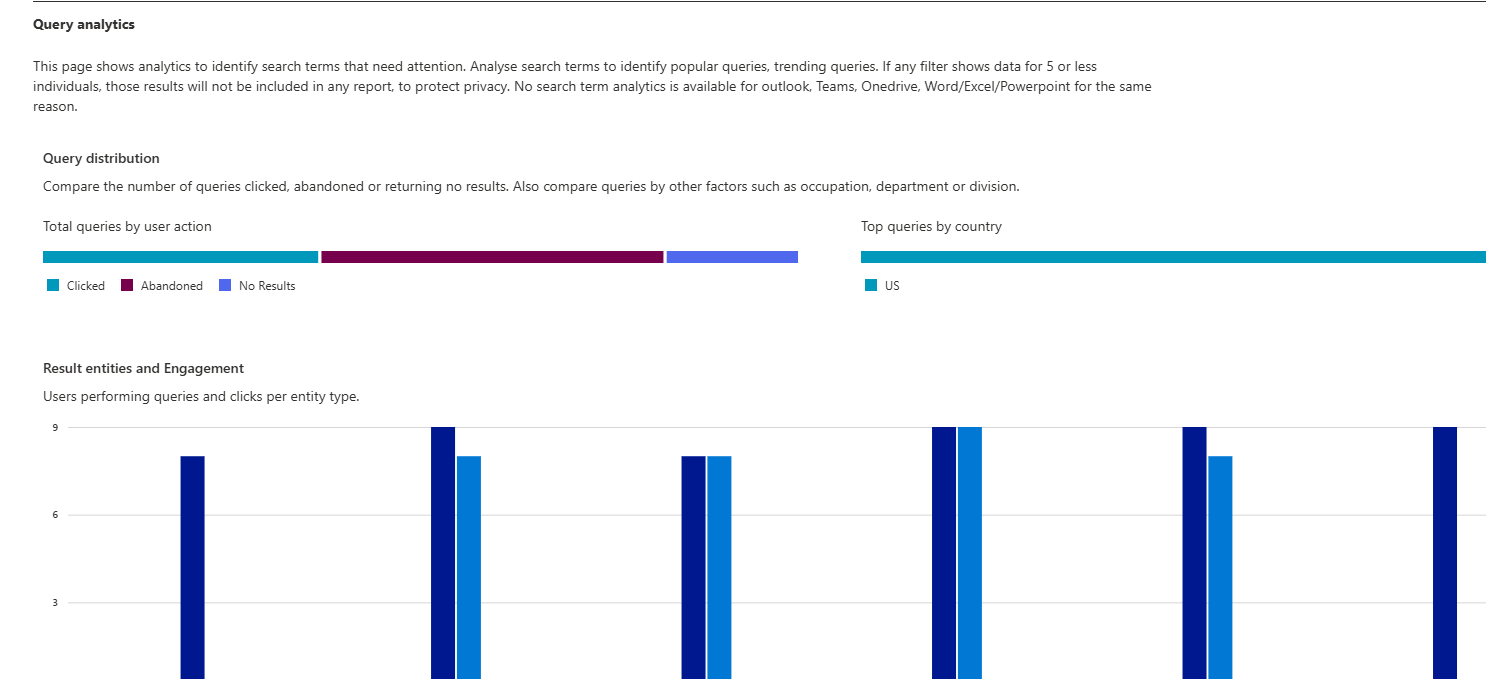 Query analytics
This page shows analytics to identify search terms that need attention. Analyse search terms to identify popular queries, trending queries. If any filter shows data for 5 or less
individuals, those results will not be included in any report, to protect privacy. No search term analytics is available for outlook, Teams, Onedrive, Word/Excel/Powerpoint for the same
reason.
Query distribution
Compare the number of queries clicked, abandoned or returning no results. Also compare queries by other factors such as occupation, department or division.
Total queries by user action
Top queries by country
Clicked Abandoned No Results
US
Result entities and Engagement
Users performing queries and clicks per entity type.
9
6
3